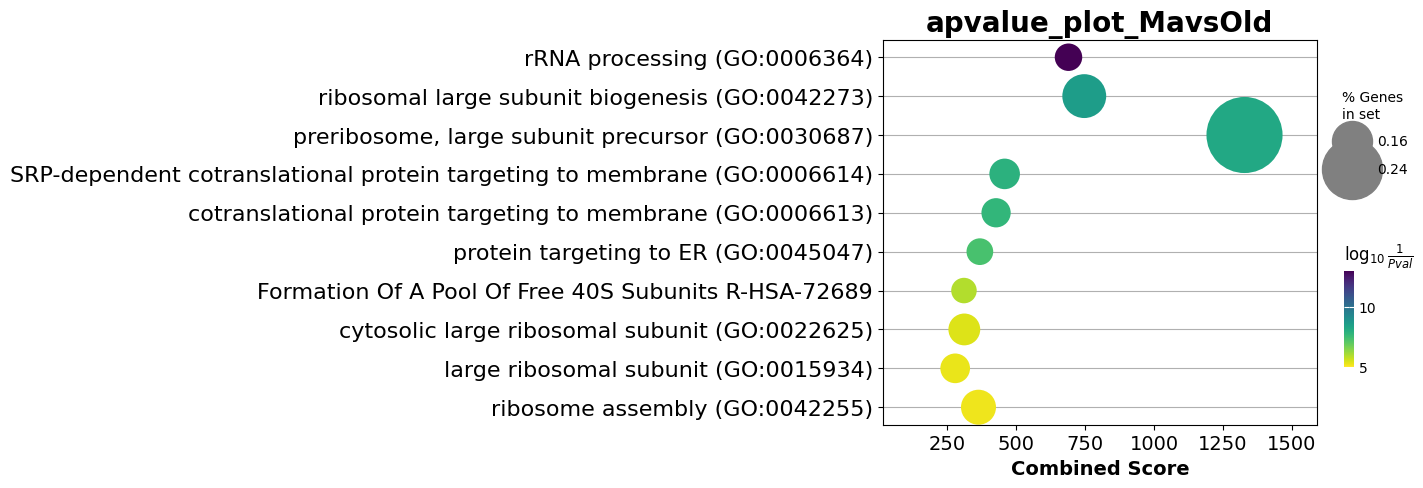 apvalue_plot_MavsOld
rRNA processing (GO:0006364)
ribosomal large subunit biogenesis (GO:0042273)
preribosome, large subunit precursor (GO:0030687)
SRP-dependent cotranslational protein targeting to membrane (GO:0006614)
cotranslational protein targeting to membrane (GO:0006613)
protein targeting to ER (GO:0045047)
Formation Of A Pool Of Free 40S Subunits R-HSA-72689
cytosolic large ribosomal subunit (GO:0022625)
large ribosomal subunit (GO:0015934)
ribosome assembly (GO:0042255)
250 500 750 1000 1250 1500
Combined Score
% Genes
in set
0.16
0.24
log10 1/Pval
10
5